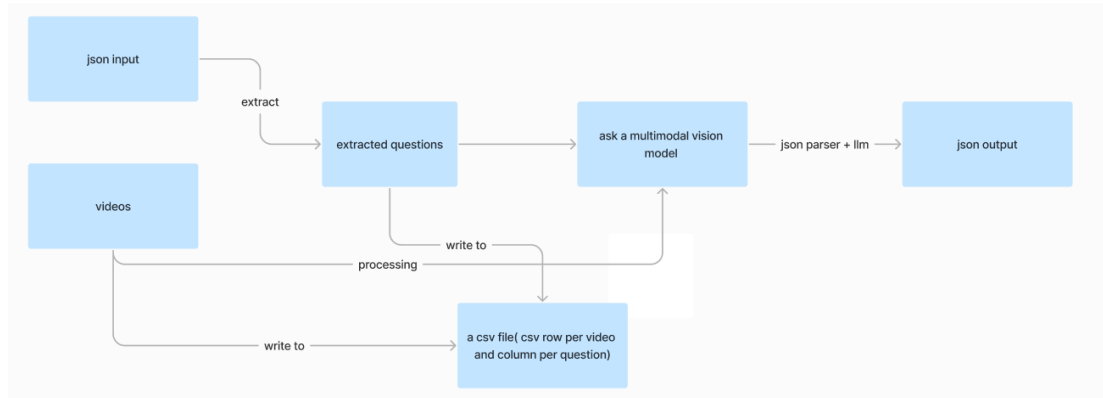 json input
extract
extracted questions
ask a multimodal vision
model
json parser + llm
json output
videos
write to
processing
write to
a csv file( csv row per video
and column per question)